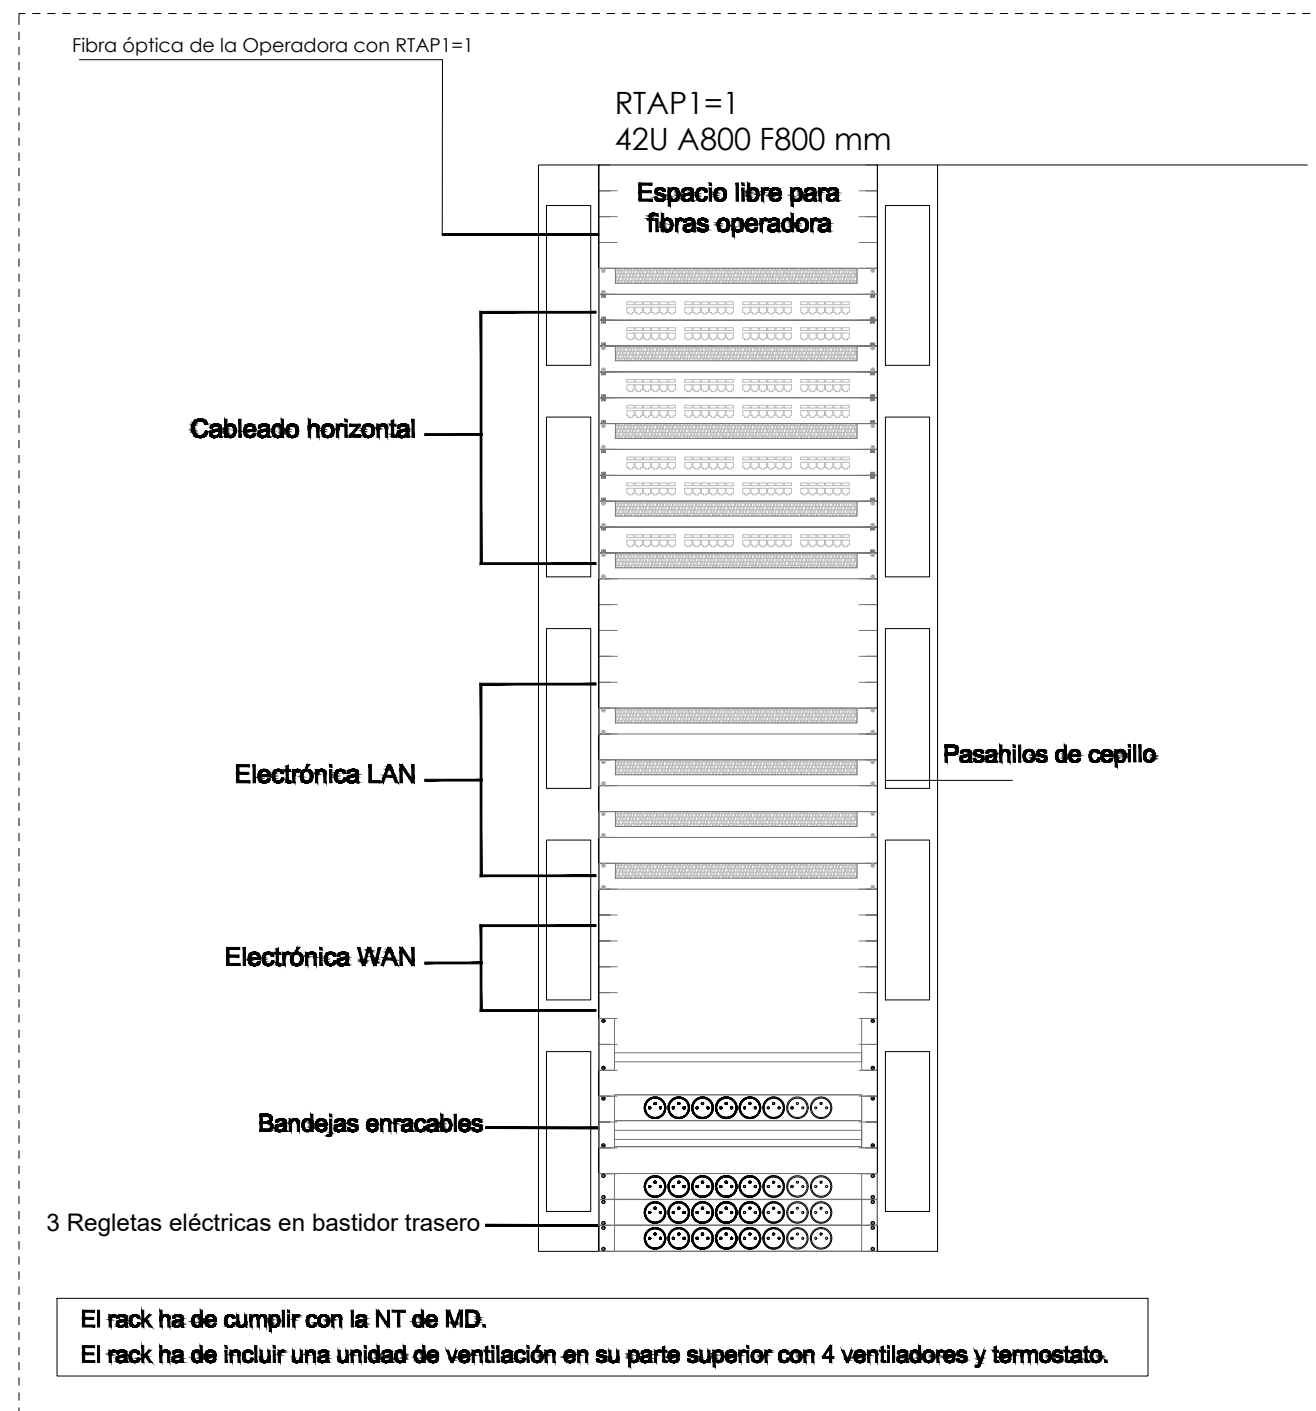 Fibra óptica de la Operadora con RTAP1=1
RTAP1=1
42U A800 F800 mm
Espacio libre para
fibras operadora
Cableado horizontal
Pasahilos de cepillo
Electrónica LAN
Electrónica WAN
Bandejas enracables
3 Regletas eléctricas en bastidor trasero
El rack ha de cumplir con la NT de MD.
El rack ha de incluir una unidad de ventilación en su parte superior con 4 ventiladores y termostato.